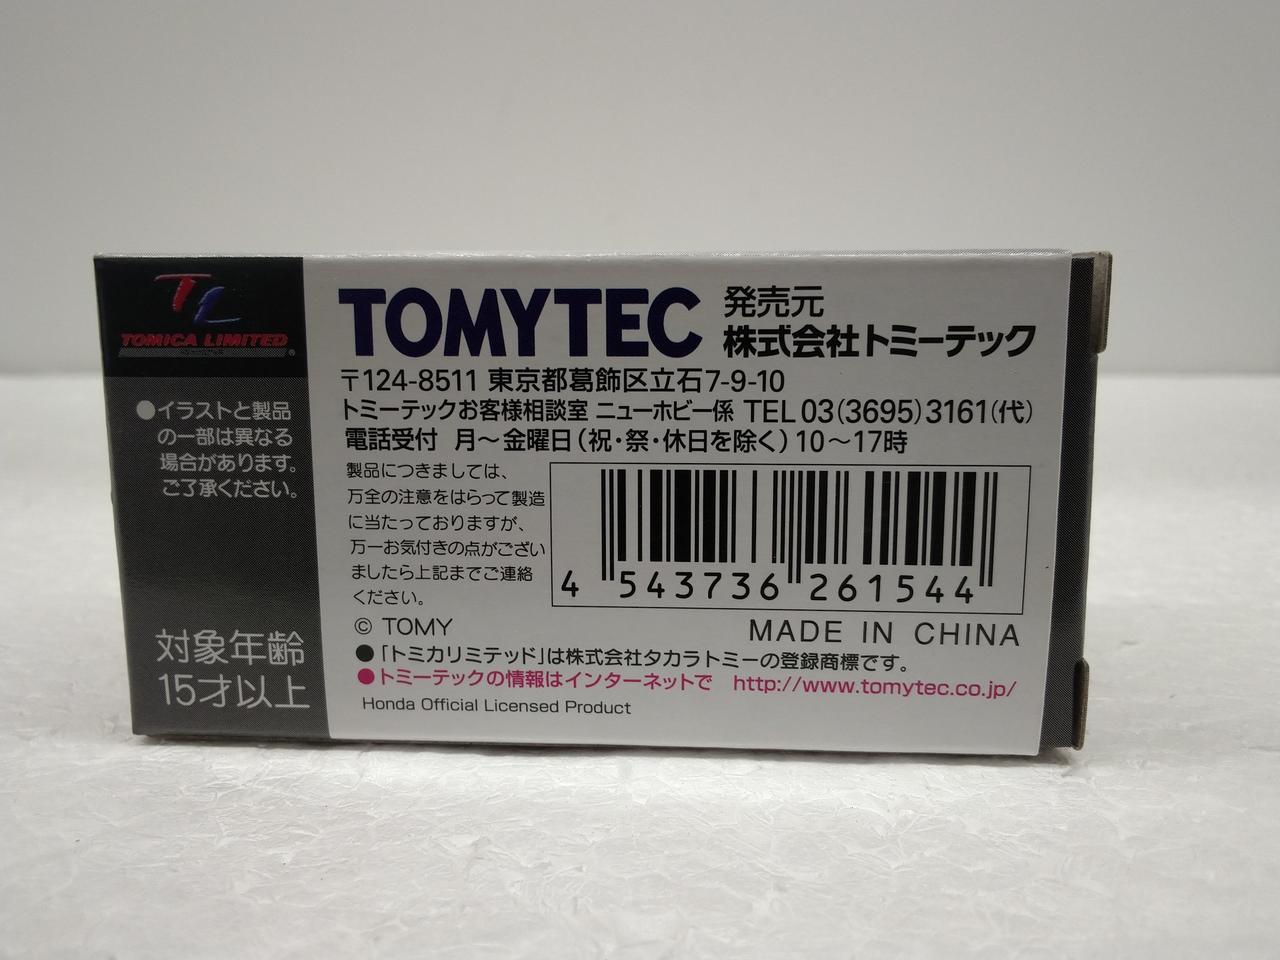 TL
TOMICA LIMITED
●イラストと製品
の一部は異なる
場合があります。
ご了承ください。
対象年齢
15才以上
TOMYTEC
発売元
株式会社トミーテック
〒124-8511 東京都葛飾区立石7-9-10
トミーテックお客様相談室 ニューホビー係 TEL 03(3695)3161(代)
電話受付 月～金曜日(祝・祭・休日を除く)10～17時
製品につきましては、
万全の注意をはらって製造
に当たっておりますが、
万一お気付きの点がござい
ましたら上記までご連絡
ください。
4 543736 261544
© TOMY
MADE IN CHINA
●「トミカリミテッド」は株式会社タカラトミーの登録商標です。
●トミーテックの情報はインターネットで http://www.tomytec.co.jp/
Honda Official Licensed Product